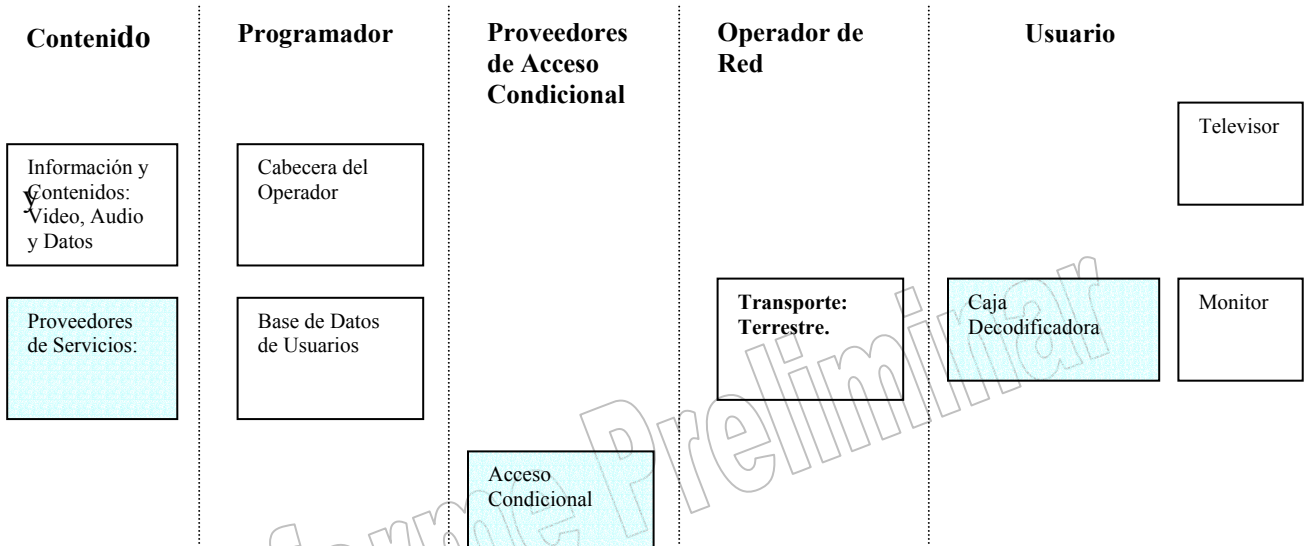 Contenido
Programador
Proveedores
de Acceso
Condicional
Operador de
Red
Usuario
Televisor
Información y
Contenidos:
y
Video, Audio
y Datos
Cabecera del
Operador
Proveedores
de Servicios:
Base de Datos
de Usuarios
Transporte:
Terrestre.
Caja
Decodificadora
Monitor
Acceso
Condicional
Preliminar